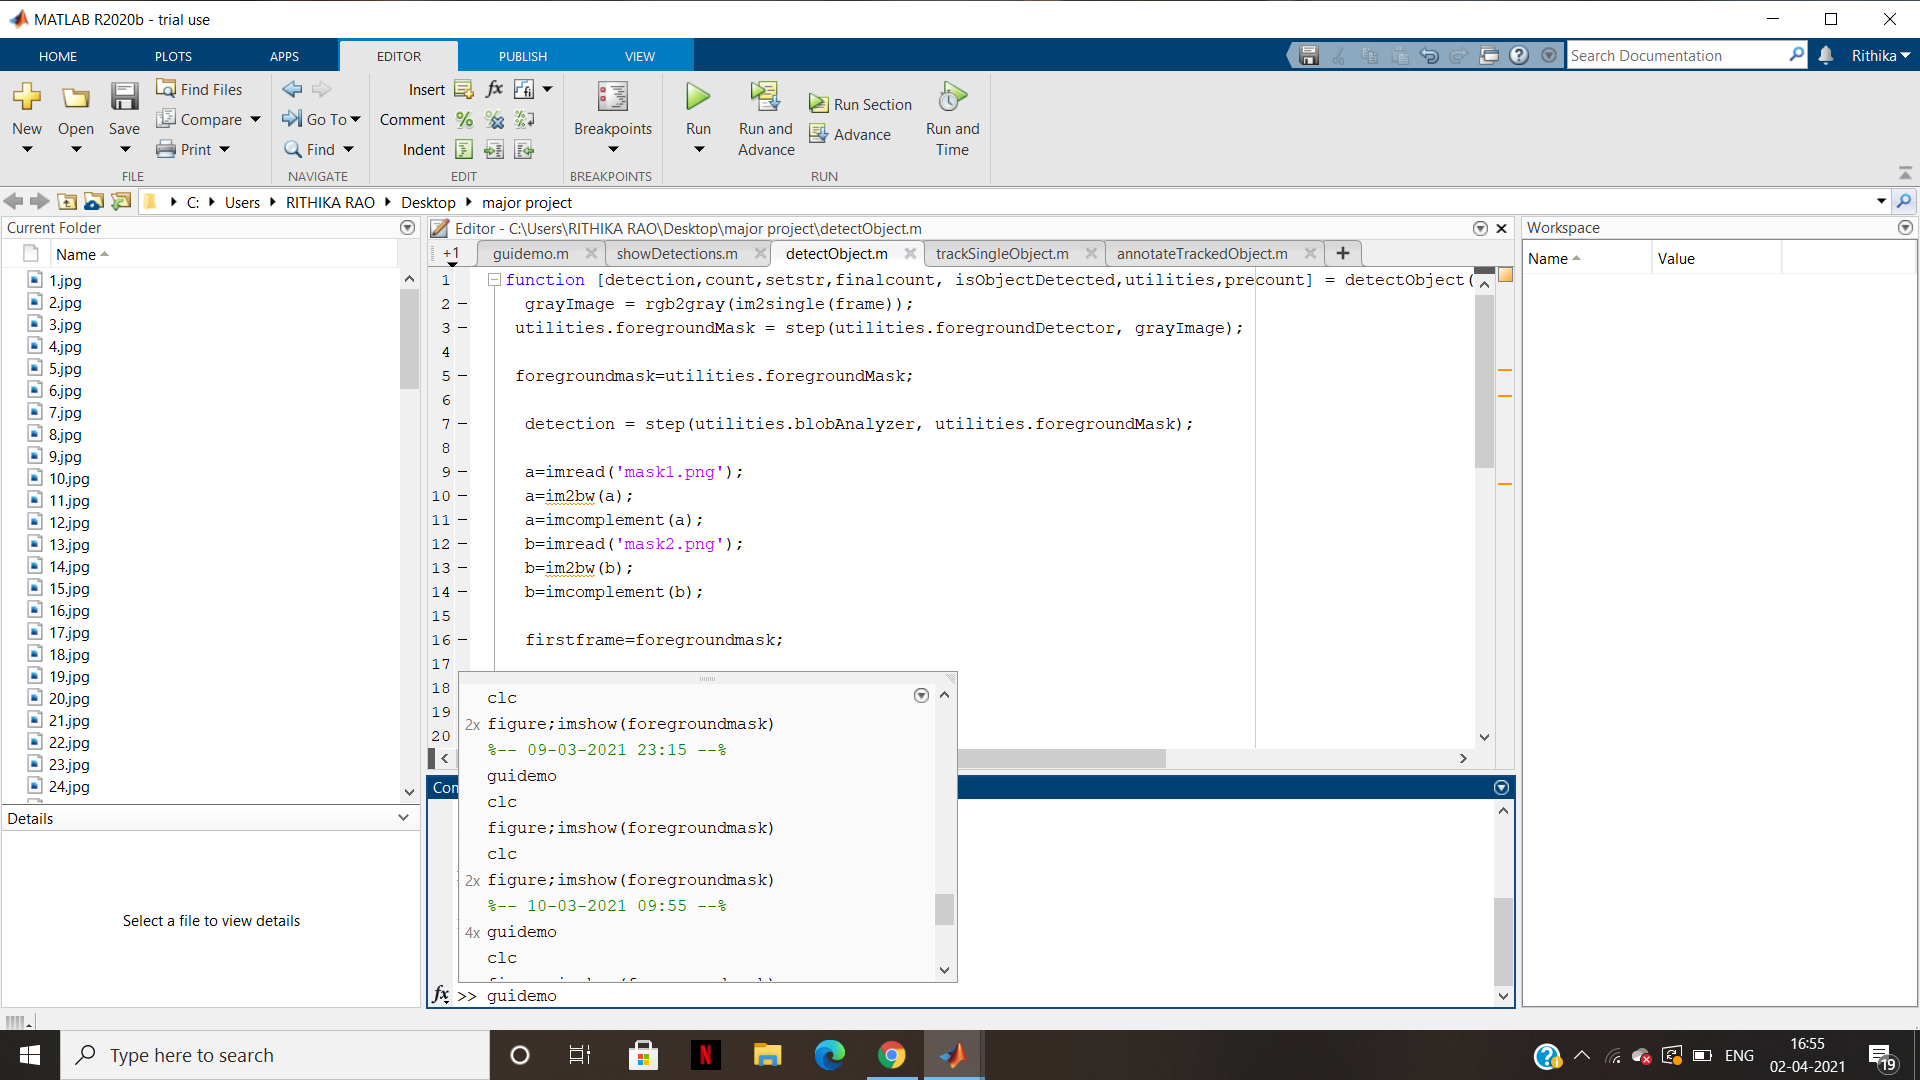 MATLAB R2020b - trial use
HOME
PLOTS
APPS
EDITOR
PUBLISH
VIEW
Search Documentation
Rithika
New
Open
Save
Find Files
Compare
Print
FILE
Go To
Find
NAVIGATE
Insert
fx
Comment
Indent
EDIT
Breakpoints
BREAKPOINTS
Run
Run and Advance
Run Section
Advance
Run and Time
RUN
C:
Users
RITHIKA RAO
Desktop
major project
Current Folder
Name
1.jpg
2.jpg
3.jpg
4.jpg
5.jpg
6.jpg
7.jpg
8.jpg
9.jpg
10.jpg
11.jpg
12.jpg
13.jpg
14.jpg
15.jpg
16.jpg
17.jpg
18.jpg
19.jpg
20.jpg
21.jpg
22.jpg
23.jpg
24.jpg
Details
Select a file to view details
Editor - C:\Users\RITHIKA RAO\Desktop\major project\detectObject.m
+1
guidemo.m
showDetections.m
detectObject.m
trackSingleObject.m
annotateTrackedObject.m
1 function [detection,count,setstr,finalcount, isObjectDetected,utilities,precount] = detectObject(
2 grayImage = rgb2gray(im2single(frame));
3 utilities.foregroundMask = step(utilities.foregroundDetector, grayImage);
4
5 foregroundmask=utilities.foregroundMask;
6
7 detection = step(utilities.blobAnalyzer, utilities.foregroundMask);
8
9 a=imread('mask1.png');
10 a=im2bw(a);
11 a=imcomplement(a);
12 b=imread('mask2.png');
13 b=im2bw(b);
14 b=imcomplement(b);
15
16 firstframe=foregroundmask;
17
18
19
20
clc
2x figure;imshow(foregroundmask)
%-- 09-03-2021 23:15 --%
guidemo
clc
figure;imshow(foregroundmask)
clc
2x figure;imshow(foregroundmask)
%-- 10-03-2021 09:55 --%
4x guidemo
clc
fx >> guidemo
Workspace
Name
Value
Type here to search
ENG
16:55
02-04-2021
19